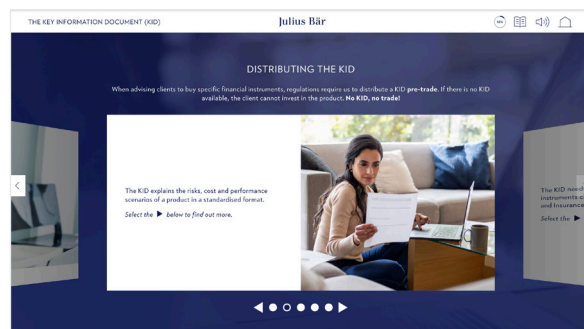 THE KEY INFORMATION DOCUMENT (KID)
Julius Bär
DISTRIBUTING THE KID
When advising clients to buy specific financial instruments, regulations require us to distribute a KID pre-trade. If there is no KID
available, the client cannot invest in the product. No KID, no trade!
The KID explains the risks, cost and performance
scenarios of a product in a standardised format.
Select the ▶ below to find out more.
The KID need
instruments c
and Insurance
Select the ▶